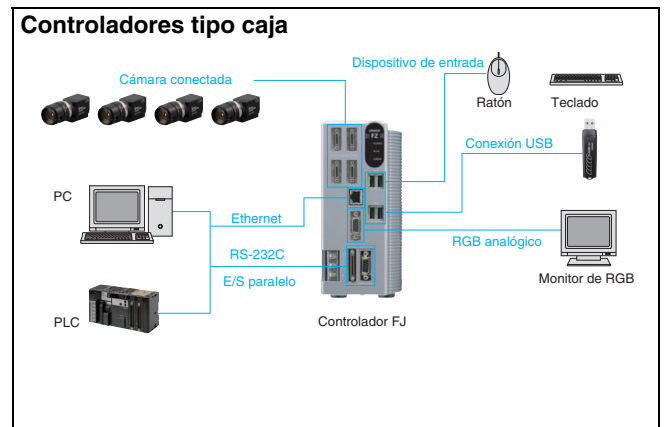 Controladores tipo caja
Dispositivo de entrada
Cámara conectada
Ratón
Teclado
FZ
Conexión USB
PC
Ethernet
RGB analógico
RS-232C
E/S paralelo
Monitor de RGB
PLC
Controlador FJ